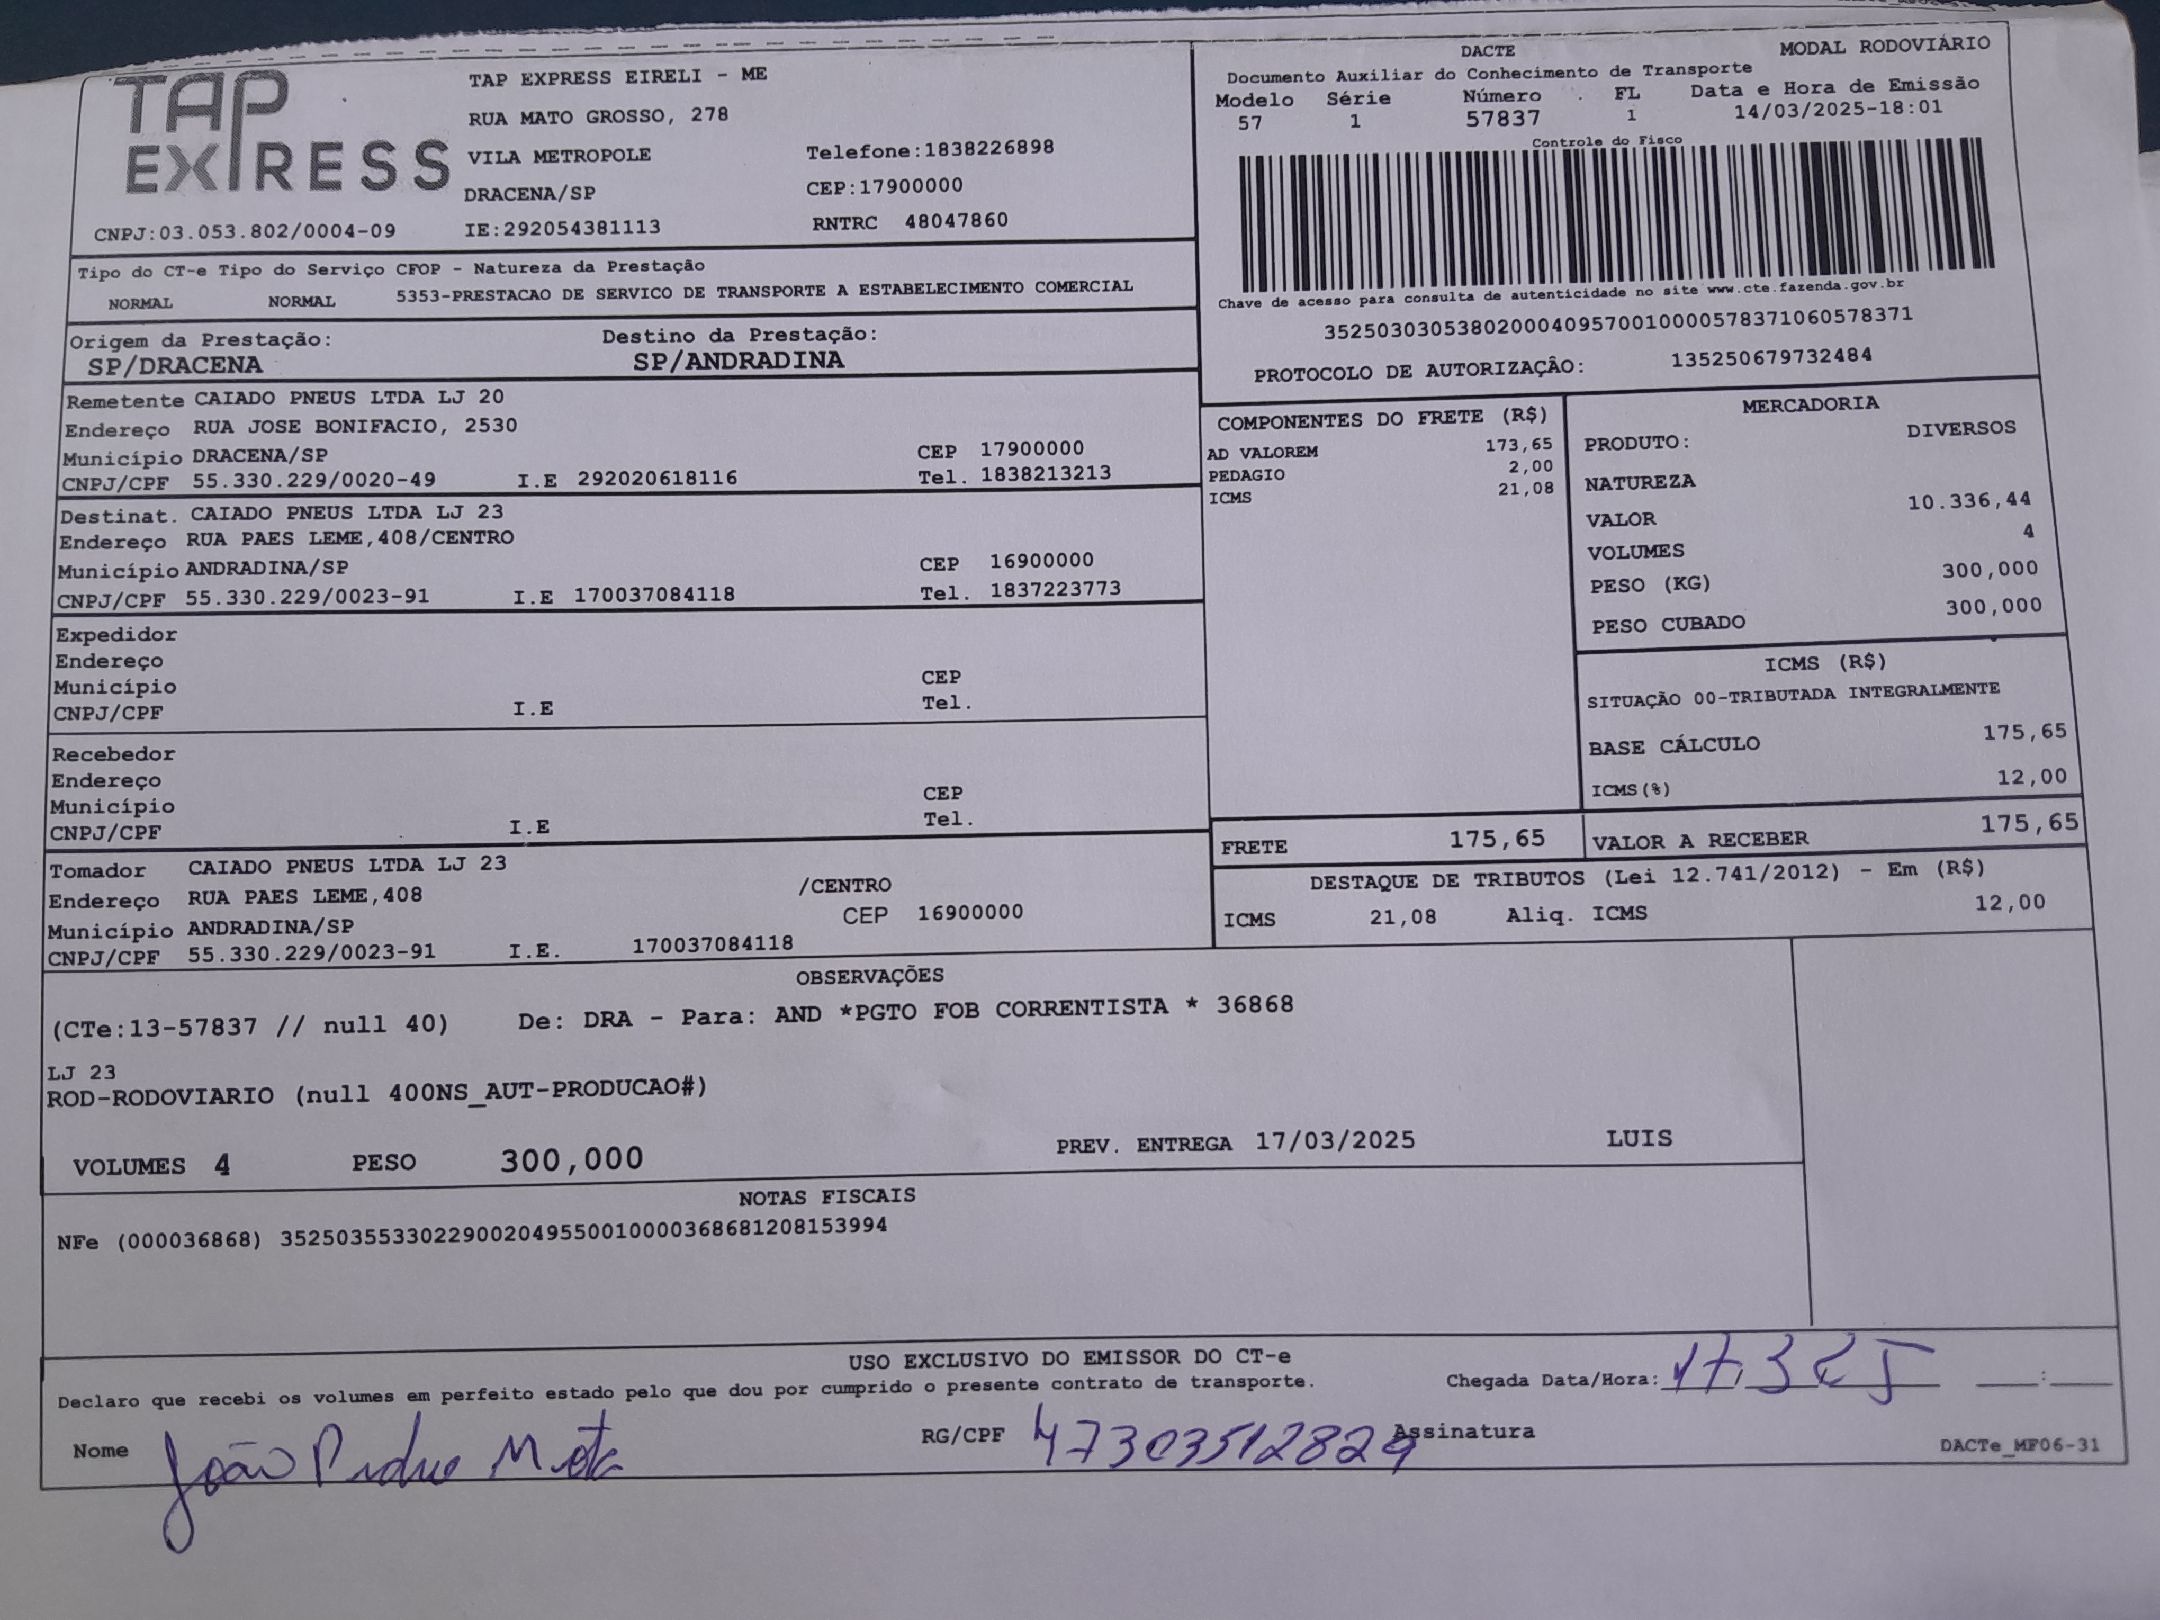 TAP EXPRESS
TAP EXPRESS EIRELI - ME
RUA MATO GROSSO, 278
VILA METROPOLE Telefone:1838226898
DRACENA/SP CEP:17900000
CNPJ:03.053.802/0004-09 IE:292054381113 RNTRC 48047860
DACTE MODAL RODOVIÁRIO
Documento Auxiliar do Conhecimento de Transporte
Modelo Série Número FL Data e Hora de Emissão
57 1 57837 1 14/03/2025-18:01
Controle do Fisco
Chave de acesso para consulta de autenticidade no site www.cte.fazenda.gov.br
35250303053802000409570010000578371060578371
PROTOCOLO DE AUTORIZAÇÃO: 135250679732484
Tipo do CT-e Tipo do Serviço CFOP - Natureza da Prestação
NORMAL NORMAL 5353-PRESTACAO DE SERVICO DE TRANSPORTE A ESTABELECIMENTO COMERCIAL
Origem da Prestação: Destino da Prestação:
SP/DRACENA SP/ANDRADINA
Remetente CAIADO PNEUS LTDA LJ 20
Endereço RUA JOSE BONIFACIO, 2530
Município DRACENA/SP CEP 17900000
CNPJ/CPF 55.330.229/0020-49 I.E 292020618116 Tel. 1838213213
Destinat. CAIADO PNEUS LTDA LJ 23
Endereço RUA PAES LEME,408/CENTRO
Município ANDRADINA/SP CEP 16900000
CNPJ/CPF 55.330.229/0023-91 I.E 170037084118 Tel. 1837223773
Expedidor
Endereço
Município CEP
CNPJ/CPF I.E Tel.
Recebedor
Endereço
Município CEP
CNPJ/CPF I.E Tel.
Tomador CAIADO PNEUS LTDA LJ 23
Endereço RUA PAES LEME,408 /CENTRO
Município ANDRADINA/SP CEP 16900000
CNPJ/CPF 55.330.229/0023-91 I.E. 170037084118
COMPONENTES DO FRETE (R$)
AD VALOREM 173,65
PEDAGIO 2,00
ICMS 21,08
MERCADORIA
PRODUTO: DIVERSOS
NATUREZA
VALOR 10.336,44
VOLUMES 4
PESO (KG) 300,000
PESO CUBADO 300,000
ICMS (R$)
SITUAÇÃO 00-TRIBUTADA INTEGRALMENTE
BASE CÁLCULO 175,65
ICMS(%) 12,00
FRETE 175,65 VALOR A RECEBER 175,65
DESTAQUE DE TRIBUTOS (Lei 12.741/2012) - Em (R$)
ICMS 21,08 Aliq. ICMS 12,00
OBSERVAÇÕES
(CTe:13-57837 // null 40) De: DRA - Para: AND *PGTO FOB CORRENTISTA * 36868
LJ 23
ROD-RODOVIARIO (null 400NS_AUT-PRODUCAO#)
VOLUMES 4 PESO 300,000 PREV. ENTREGA 17/03/2025 LUIS
NOTAS FISCAIS
NFe (000036868) 35250355330229002049550010000368681208153994
USO EXCLUSIVO DO EMISSOR DO CT-e
Declaro que recebi os volumes em perfeito estado pelo que dou por cumprido o presente contrato de transporte. Chegada Data/Hora: 17 3 25 :
Nome João Pedro Mota RG/CPF 47303512829 Assinatura
DACTe_MF06-31